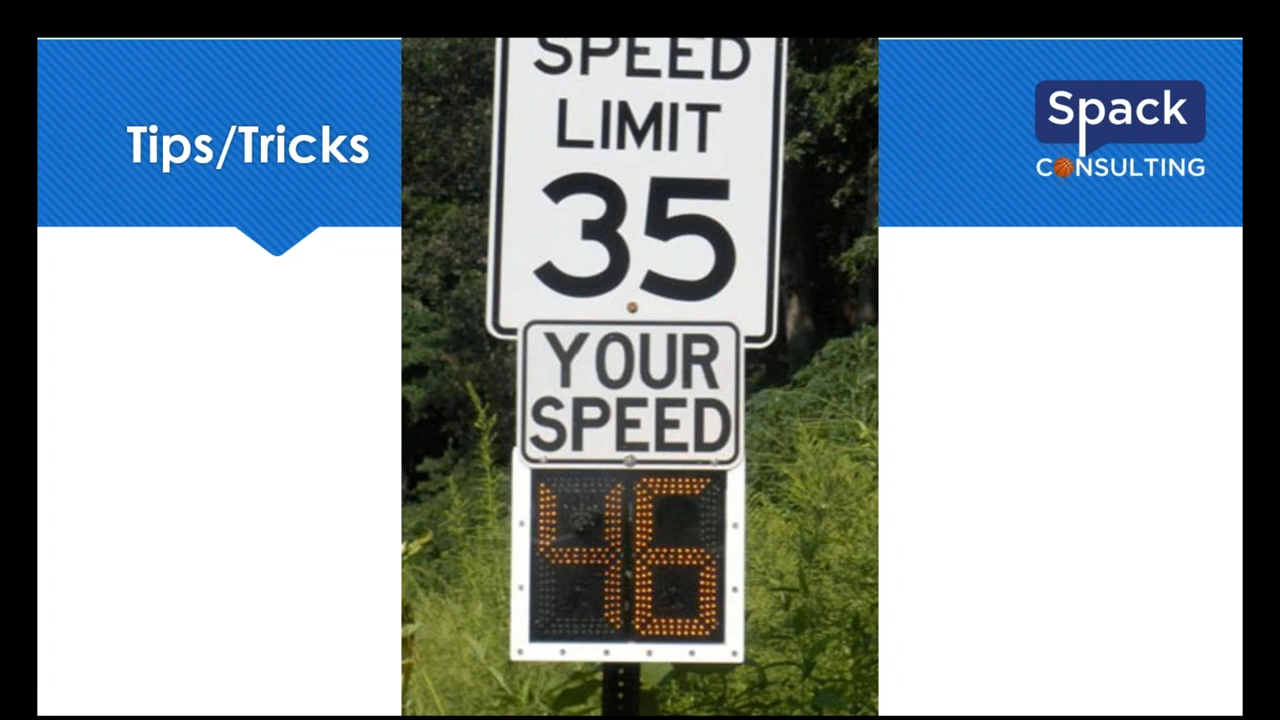 Tips/Tricks
SPEED
LIMIT
35
YOUR
SPEED
46
Spack
CONSULTING